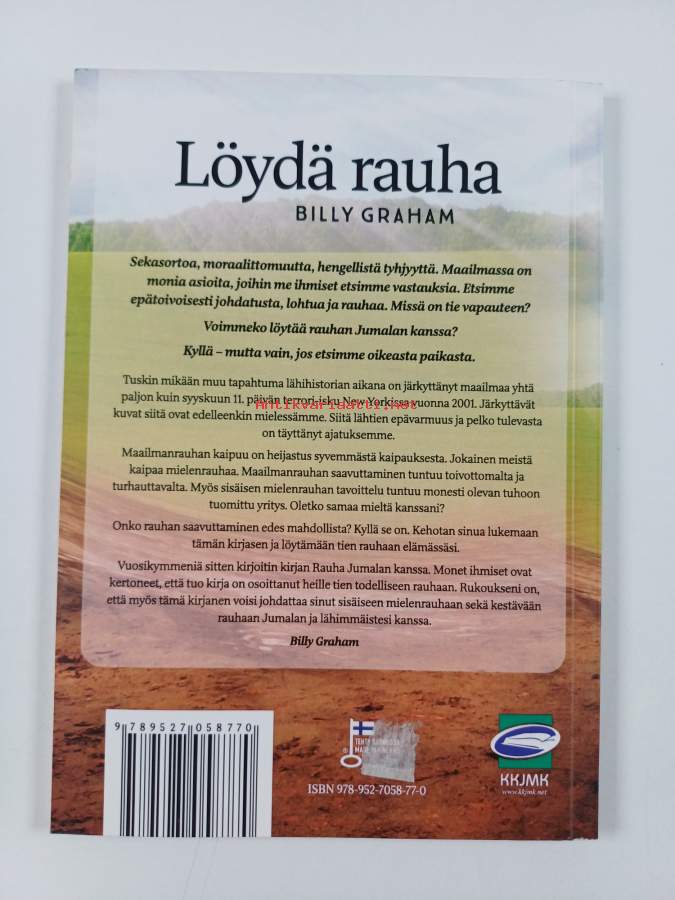 Löydä rauha
BILLY GRAHAM
Sekasortoa, moraalittomuutta, hengellistä tyhjyyttä. Maailmassa on
monia asioita, joihin me ihmiset etsimme vastauksia. Etsimme
epätoivoisesti johdatusta, lohtua ja rauhaa. Missä on tie vapauteen?
Voimmeko löytää rauhan Jumalan kanssa?
Kyllä – mutta vain, jos etsimme oikeasta paikasta.
Tuskin mikään muu tapahtuma lähihistorian aikana on järkyttänyt maailmaa yhtä
paljon kuin syyskuun 11. päivän terrori-isku New Yorkissa vuonna 2001. Järkyttävät
Antikvariaatti.net
kuvat siitä ovat edelleenkin mielessämme. Siitä lähtien epävarmuus ja pelko tulevasta
on täyttänyt ajatuksemme.
Maailmanrauhan kaipuu on heijastus syvemmästä kaipauksesta. Jokainen meistä
kaipaa mielenrauhaa. Maailmanrauhan saavuttaminen tuntuu toivottomalta ja
turhauttavalta. Myös sisäisen mielenrauhan tavoittelu tuntuu monesti olevan tuhoon
tuomittu yritys. Oletko samaa mieltä kanssani?
Onko rauhan saavuttaminen edes mahdollista? Kyllä se on. Kehotan sinua lukemaan
tämän kirjasen ja löytämään tien rauhaan elämässäsi.
Vuosikymmeniä sitten kirjoitin kirjan Rauha Jumalan kanssa. Monet ihmiset ovat
kertoneet, että tuo kirja on osoittanut heille tien todelliseen rauhaan. Rukoukseni on,
että myös tämä kirjanen voisi johdattaa sinut sisäiseen mielenrauhaan sekä kestävään
rauhaan Jumalan ja lähimmäistesi kanssa.
Billy Graham
9 789527 058770
ISBN 978-952-7058-77-0
KKJMK
www.kkjmk.net